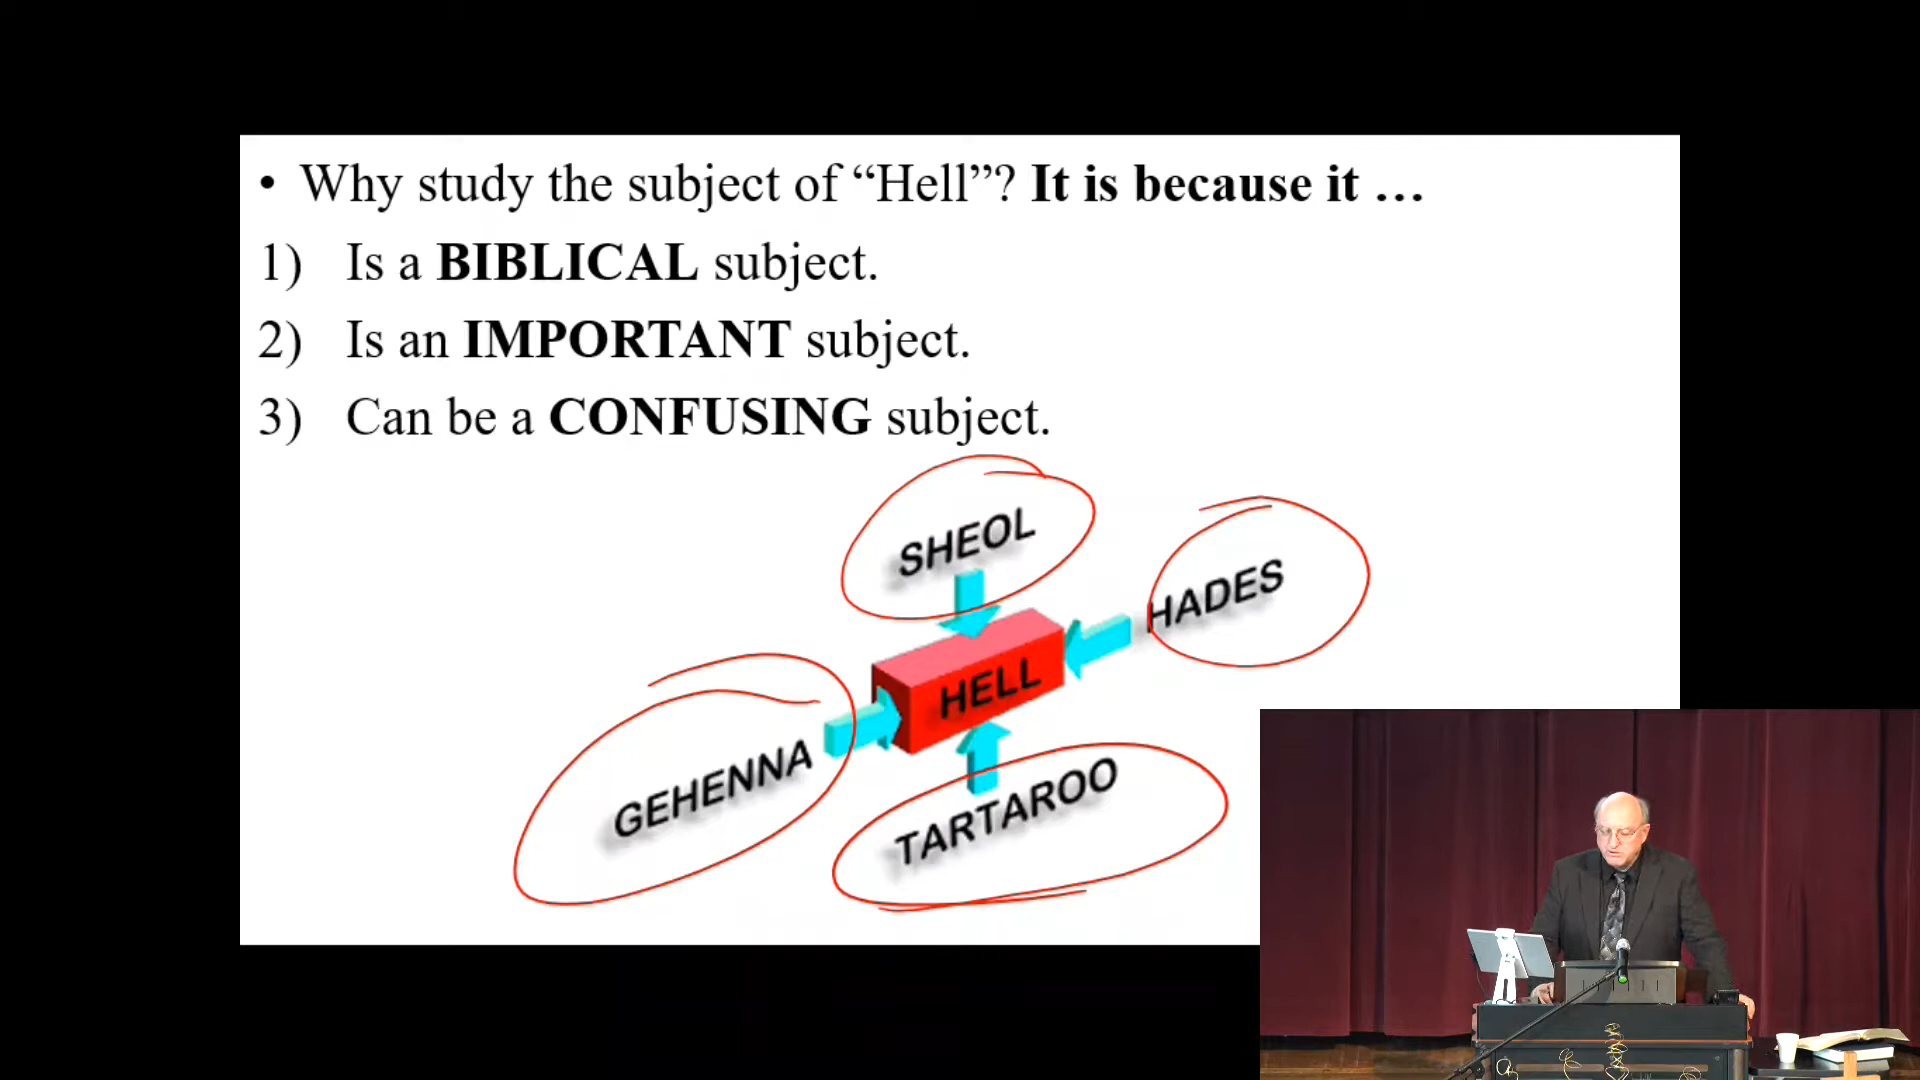 • Why study the subject of “Hell”? It is because it …
1) Is a BIBLICAL subject.
2) Is an IMPORTANT subject.
3) Can be a CONFUSING subject.
SHEOL
HADES
HELL
GEHENNA
TARTAROO